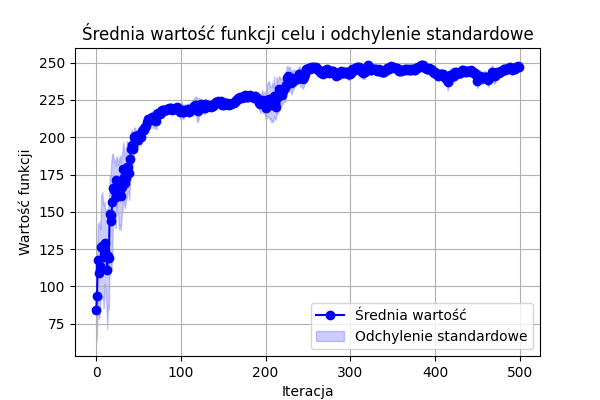 Średnia wartość funkcji celu i odchylenie standardowe
250
225
200
175
150
125
100
75
Wartość funkcji
0
100
200
300
400
500
Iteracja
Średnia wartość
Odchylenie standardowe